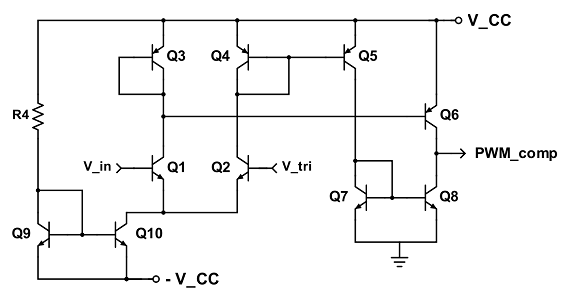 V_CC
Q3
Q4
Q5
R4
Q6
V_in
Q1
Q2
V_tri
PWM_comp
Q7
Q8
Q9
Q10
- V_CC